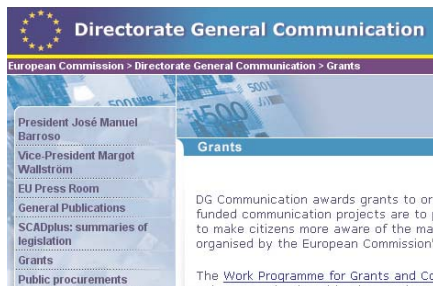 Directorate General Communication
European Commission > Directorate General Communication > Grants
President José Manuel
Barroso
Vice-President Margot
Wallström
EU Press Room
General Publications
SCADplus: summaries of
legislation
Grants
Public procurements
500
Grants
DG Communication awards grants to or
funded communication projects are to
to make citizens more aware of the ma
organised by the European Commission'
The Work Programme for Grants and Co